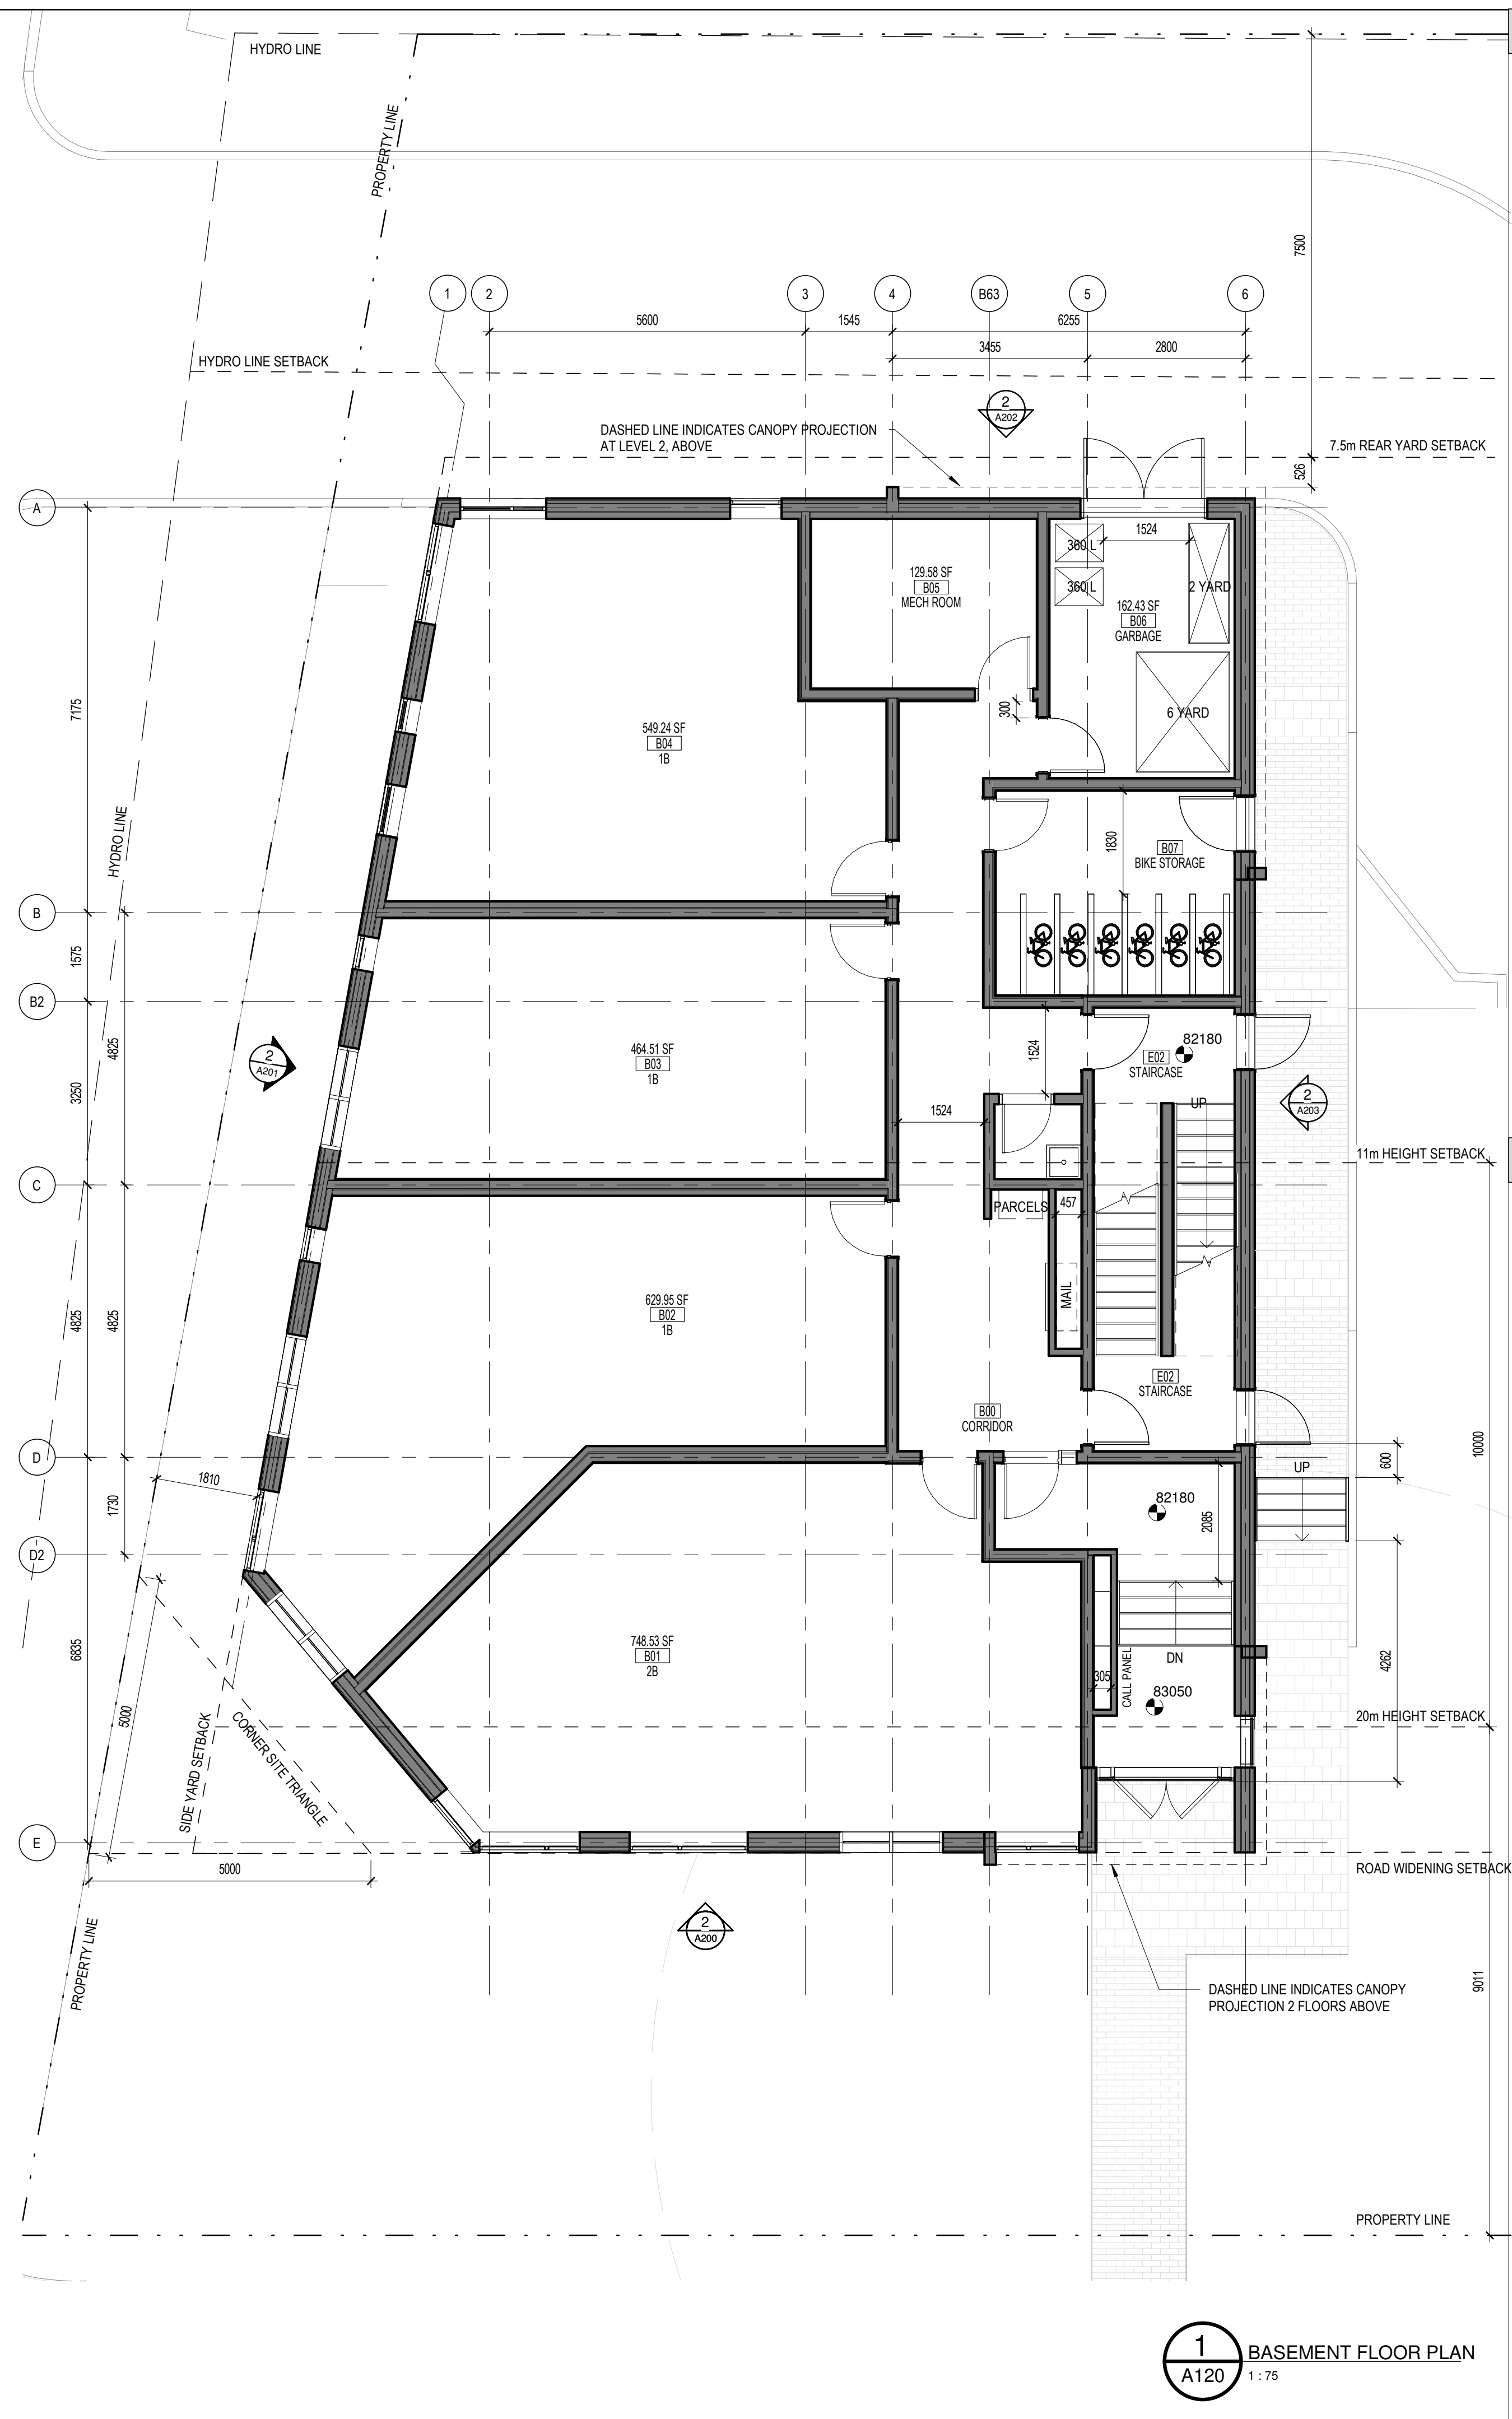 HYDRO LINE
PROPERTY LINE
7500
1
2
3
4
B63
5
6
5600
1545
6255
3455
2800
HYDRO LINE SETBACK
2
A202
DASHED LINE INDICATES CANOPY PROJECTION
AT LEVEL 2, ABOVE
7.5m REAR YARD SETBACK
526
A
1524
360 L
360 L
2 YARD
129.58 SF
B05
MECH ROOM
162.43 SF
B06
GARBAGE
7175
300
6 YARD
549.24 SF
B04
1B
HYDRO LINE
1830
B07
BIKE STORAGE
B
1575
B2
4825
3250
2
A201
464.51 SF
B03
1B
1524
82180
E02
STAIRCASE
UP
2
A203
1524
11m HEIGHT SETBACK
C
PARCELS
457
MAIL
629.95 SF
B02
1B
4825
4825
E02
STAIRCASE
B00
CORRIDOR
10000
D
600
UP
1810
1730
82180
2085
D2
6835
748.53 SF
B01
2B
CALL PANEL
DN
305
83050
4262
20m HEIGHT SETBACK
5000
SIDE YARD SETBACK
CORNER SITE TRIANGLE
E
5000
ROAD WIDENING SETBACK
2
A200
PROPERTY LINE
DASHED LINE INDICATES CANOPY
PROJECTION 2 FLOORS ABOVE
9011
PROPERTY LINE
1
A120
BASEMENT FLOOR PLAN
1 : 75